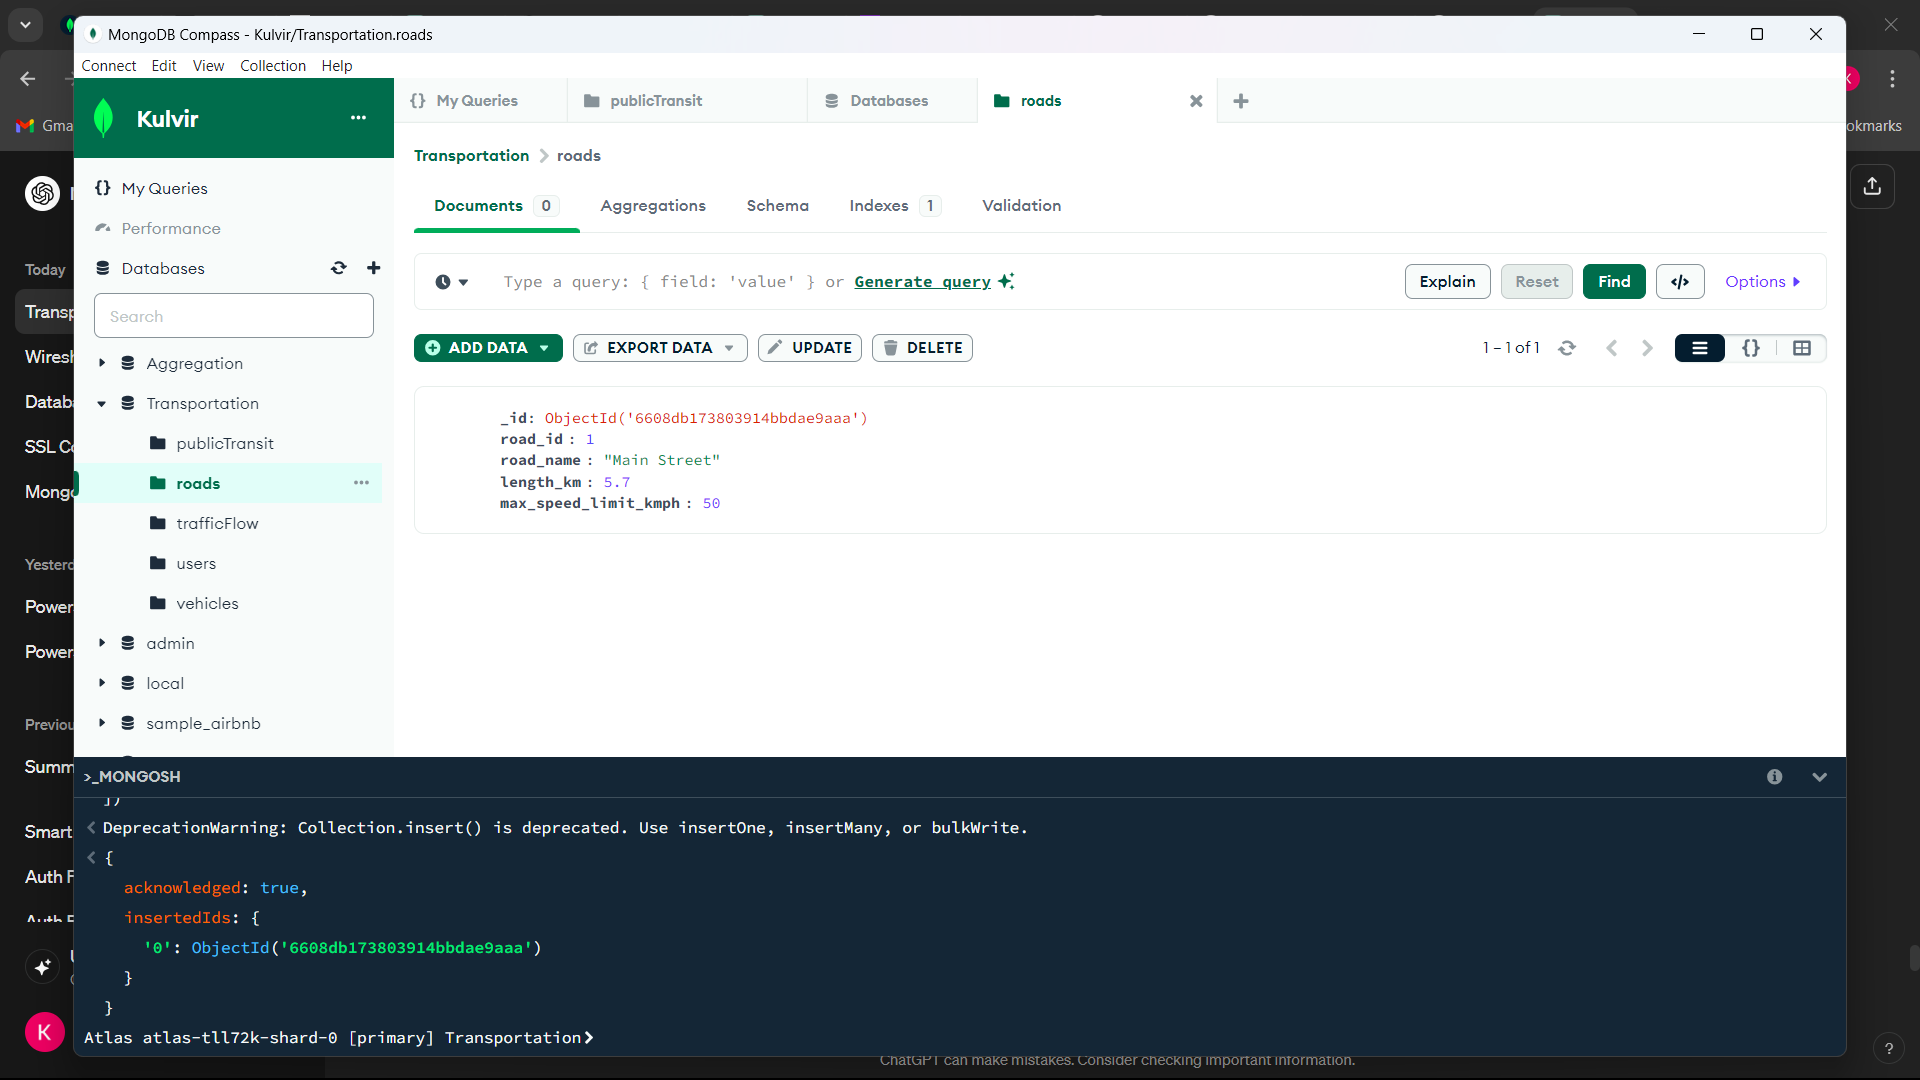 MongoDB Compass - Kulvir/Transportation.roads
Connect Edit View Collection Help
Kulvir
{} My Queries
publicTransit
Databases
roads
Gma
okmarks
Transportation > roads
My Queries
Performance
Databases
Search
Aggregation
Transportation
publicTransit
roads
trafficFlow
users
vehicles
admin
local
sample_airbnb
Documents 0
Aggregations
Schema
Indexes 1
Validation
Type a query: { field: 'value' } or Generate query
Explain
Reset
Find
</>
Options
ADD DATA
EXPORT DATA
UPDATE
DELETE
1 – 1 of 1
{}
_id: ObjectId('6608db173803914bbdae9aaa')
road_id : 1
road_name : "Main Street"
length_km : 5.7
max_speed_limit_kmph : 50
Today
Transp
Wiresh
Databa
SSL Co
Mongo
Yesterd
Power
Power
Previou
Summ
Smart
Auth F
Auth F
K
>_MONGOSH
])
DeprecationWarning: Collection.insert() is deprecated. Use insertOne, insertMany, or bulkWrite.
{
acknowledged: true,
insertedIds: {
'0': ObjectId('6608db173803914bbdae9aaa')
}
}
Atlas atlas-tll72k-shard-0 [primary] Transportation>
ChatGPT can make mistakes. Consider checking important information.
?